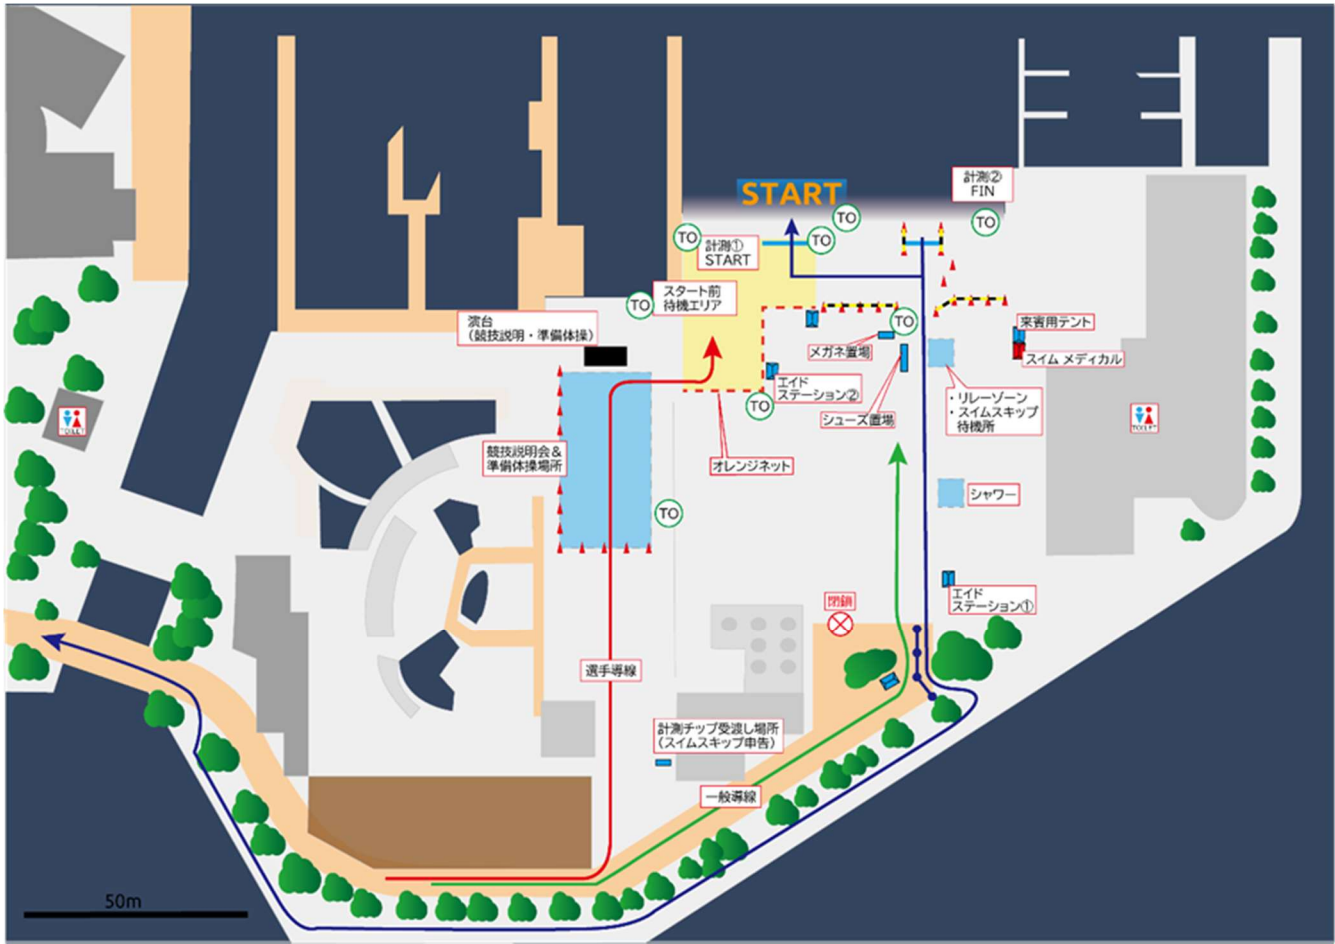 START
計測②
FIN
TO
TO
TO
TO
計測①
START
TO
スタート前
待機エリア
演台
（競技説明・準備体操）
TO
来賓用テント
メガネ置場
スイム メディカル
エイド
ステーション②
・リレーゾーン
・スイムスキップ
待機所
TO
シューズ置場
TOILET
TOILET
競技説明会＆
準備体操場所
オレンジネット
シャワー
TO
エイド
ステーション①
閉鎖
選手導線
計測チップ受渡し場所
（スイムスキップ申告）
一般導線
50m